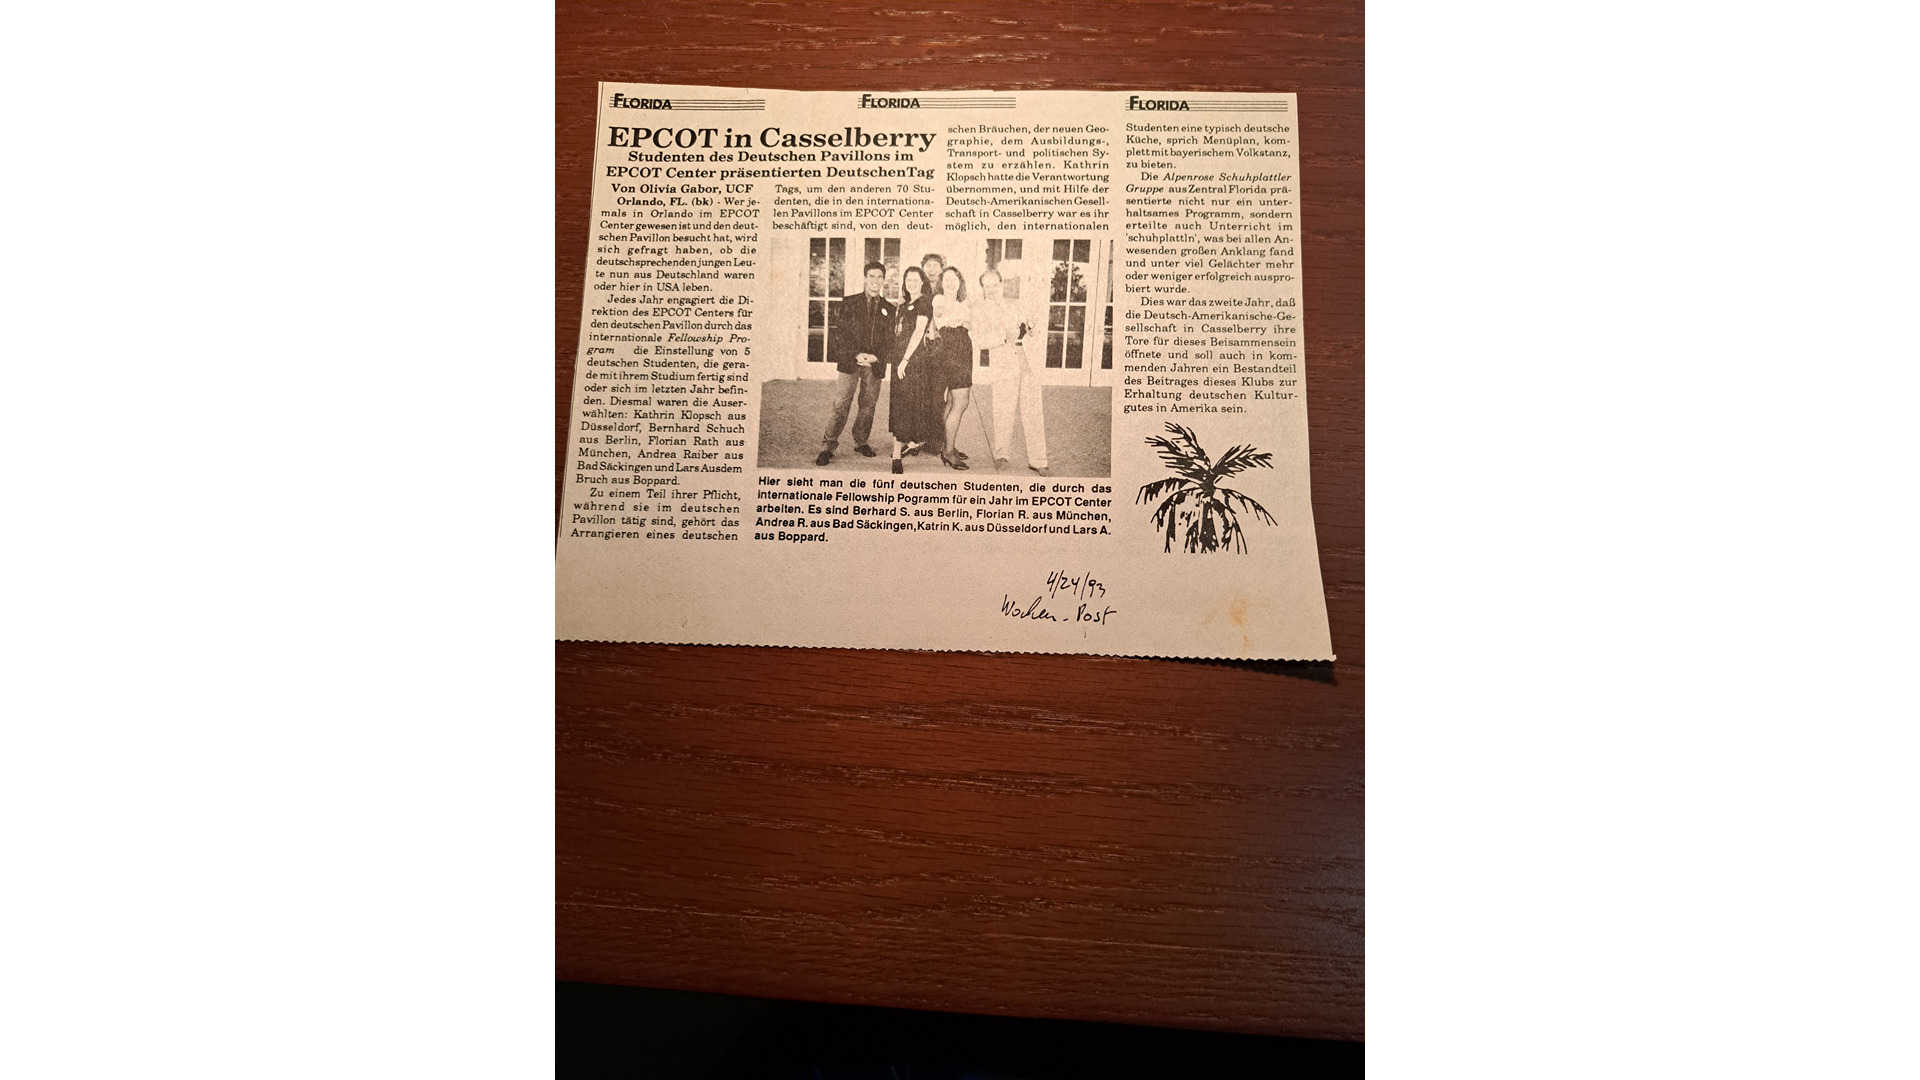 FLORIDA
EPCOT in Casselberry
Studenten des Deutschen Pavillons im
EPCOT Center präsentierten DeutschenTag
Von Olivia Gabor, UCF
Orlando, FL. (bk) - Wer je-
mals in Orlando im EPCOT
Center gewesen ist und den deut-
schen Pavillon besucht hat, wird
sich gefragt haben, ob die
deutschsprechenden jungen Leu-
te nun aus Deutschland waren
oder hier in USA leben.
Jedes Jahr engagiert die Di-
rektion des EPCOT Centers für
den deutschen Pavillon durch das
internationale Fellowship Pro-
gram die Einstellung von 5
deutschen Studenten, die gera-
de mit ihrem Studium fertig sind
oder sich im letzten Jahr befin-
den. Diesmal waren die Auser-
wählten: Kathrin Klopsch aus
Düsseldorf, Bernhard Schuch
aus Berlin, Florian Rath aus
München, Andrea Raiber aus
Bad Säckingen und Lars Ausdem
Bruch aus Boppard.
Zu einem Teil ihrer Pflicht,
während sie im deutschen
Pavillon tätig sind, gehört das
Arrangieren eines deutschen
Tags, um den anderen 70 Stu-
denten, die in den internationa-
len Pavillons im EPCOT Center
beschäftigt sind, von den deut-
FLORIDA
schen Bräuchen, der neuen Geo-
graphie, dem Ausbildungs-,
Transport- und politischen Sy-
stem zu erzählen. Kathrin
Klopsch hatte die Verantwortung
übernommen, und mit Hilfe der
Deutsch-Amerikanischen Gesell-
schaft in Casselberry war es ihr
möglich, den internationalen
Hier sieht man die fünf deutschen Studenten, die durch das
internationale Fellowship Pogramm für ein Jahr im EPCOT Center
arbeiten. Es sind Berhard S. aus Berlin, Florian R. aus München,
Andrea R. aus Bad Säckingen, Katrin K. aus Düsseldorf und Lars A.
aus Boppard.
FLORIDA
Studenten eine typisch deutsche
Küche, sprich Menüplan, kom-
plett mit bayerischem Volkstanz,
zu bieten.
Die Alpenrose Schuhplattler
Gruppe aus Zentral Florida prä-
sentierte nicht nur ein unter-
haltsames Programm, sondern
erteilte auch Unterricht im
'schuhplattln', was bei allen An-
wesenden großen Anklang fand
und unter viel Gelächter mehr
oder weniger erfolgreich auspro-
biert wurde.
Dies war das zweite Jahr, daß
die Deutsch-Amerikanische-Ge-
sellschaft in Casselberry ihre
Tore für dieses Beisammensein
öffnete und soll auch in kom-
menden Jahren ein Bestandteil
des Beitrages dieses Klubs zur
Erhaltung deutschen Kultur-
gutes in Amerika sein.
4/24/93
Wochen-Post